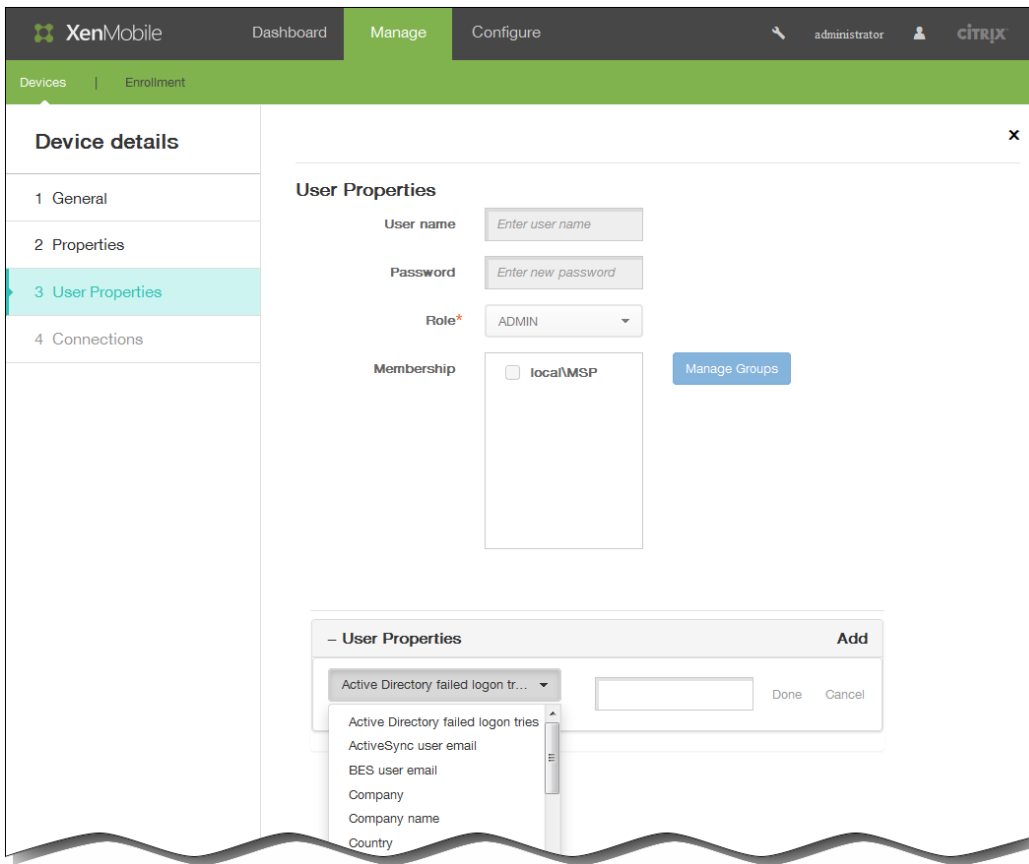 XenMobile Dashboard Manage Configure administrator CİTRIX
Devices | Enrollment
Device details
1 General
2 Properties
3 User Properties
4 Connections
x
User Properties
User name Enter user name
Password Enter new password
Role* ADMIN
Membership local\MSP Manage Groups
– User Properties Add
Active Directory failed logon tr... Done Cancel
Active Directory failed logon tries
ActiveSync user email
BES user email
Company
Company name
Country